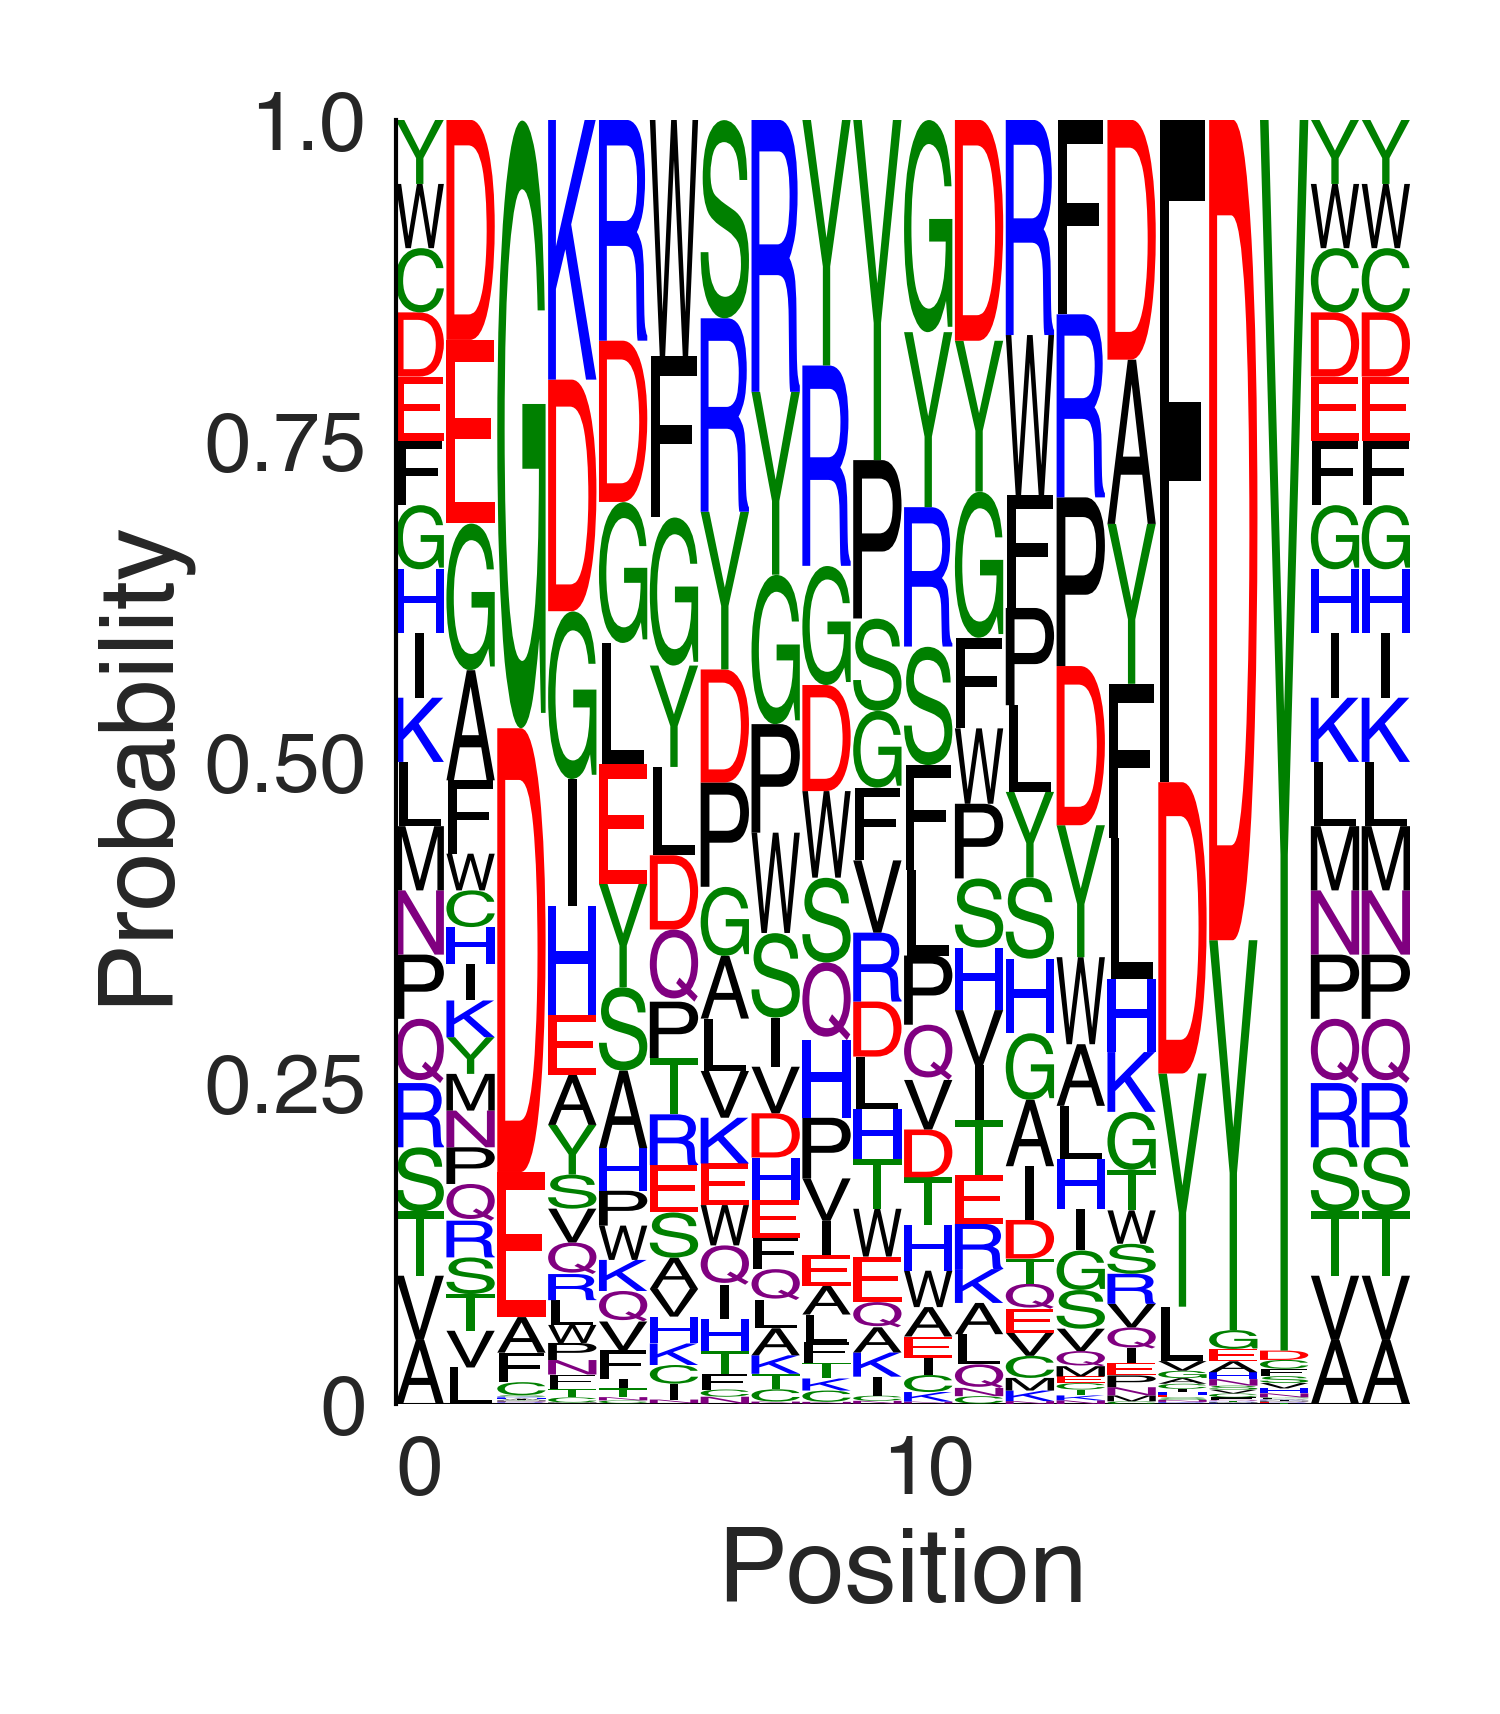 1.0
0.75
0.50
0.25
0
Probability
Y W C D E F G H I K L M N P Q R S T V A
D E G A F W C H I K Y M N P Q R S T V L
G D E A F C
K D G I H E A Y S V Q R L W P N F T
R D G L E Y S A H P W K Q V F
W F G Y L D Q P T R E S A V H K C I
S R Y D P G A L V K E W Q I H T F C
R Y G P W S I V D H E F Q L A K T C
Y R G D W S Q H P V I E A L F T K C
Y P S G F V R D L H T W E Q A K I C
G Y R S F L P Q V D T H W A E I C K
D Y G F W P S H V I T E R K A L Q N C
R W F P L Y S H G A I D T Q E V C N K
F R P D Y W A L H I G S V Q
D A Y F L H K G T W S R V Q I E P N
F D Y L
D Y G E
Y D
Y W C D E F G H I K L M N P Q R S T V A
Y W C D E F G H I K L M N P Q R S T V A
0 10
Position